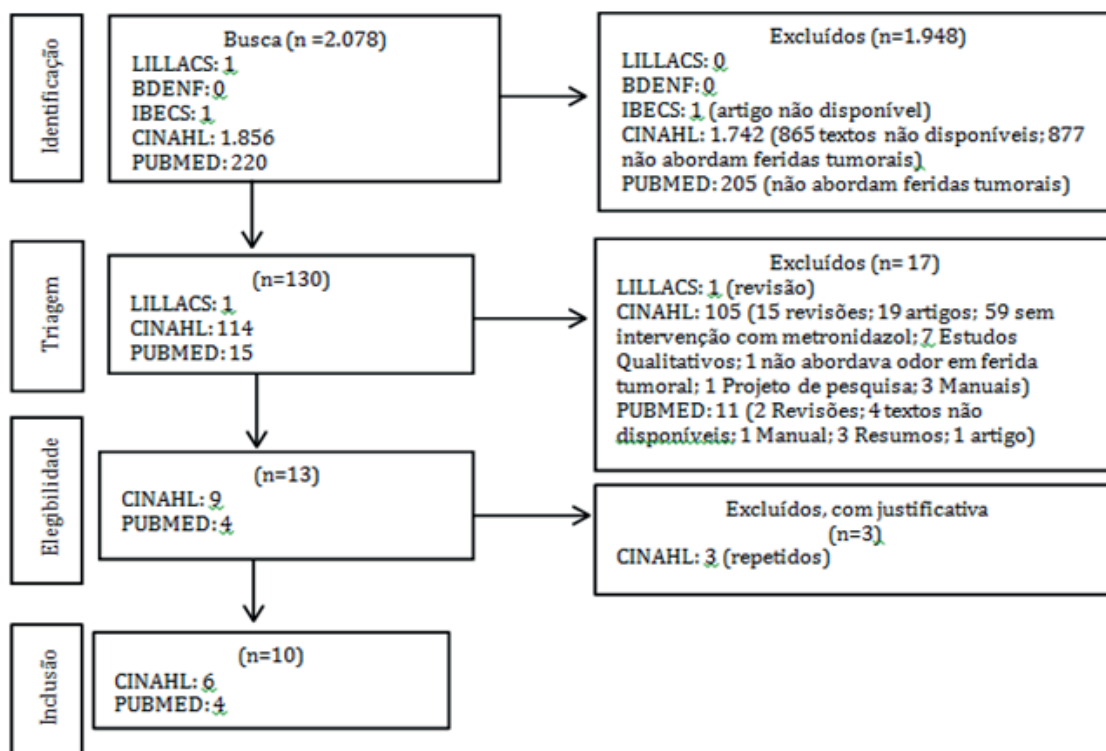 Identificação
Busca (n =2.078)
LILLACS: 1
BDENF: 0
IBECS: 1
CINAHL: 1.856
PUBMED: 220
Excluídos (n=1.948)
LILLACS: 0
BDENF: 0
IBECS: 1 (artigo não disponível)
CINAHL: 1.742 (865 textos não disponíveis; 877
não abordam feridas tumorais)
PUBMED: 205 (não abordam feridas tumorais)
Triagem
(n=130)
LILLACS: 1
CINAHL: 114
PUBMED: 15
Excluídos (n= 17)
LILLACS: 1 (revisão)
CINAHL: 105 (15 revisões; 19 artigos; 59 sem
intervenção com metronidazol; 7 Estudos
Qualitativos; 1 não abordava odor em ferida
tumoral; 1 Projeto de pesquisa; 3 Manuais)
PUBMED: 11 (2 Revisões; 4 textos não
disponíveis; 1 Manual; 3 Resumos; 1 artigo)
Elegibilidade
(n=13)
CINAHL: 9
PUBMED: 4
Excluídos, com justificativa
(n=3)
CINAHL: 3 (repetidos)
Inclusão
(n=10)
CINAHL: 6
PUBMED: 4